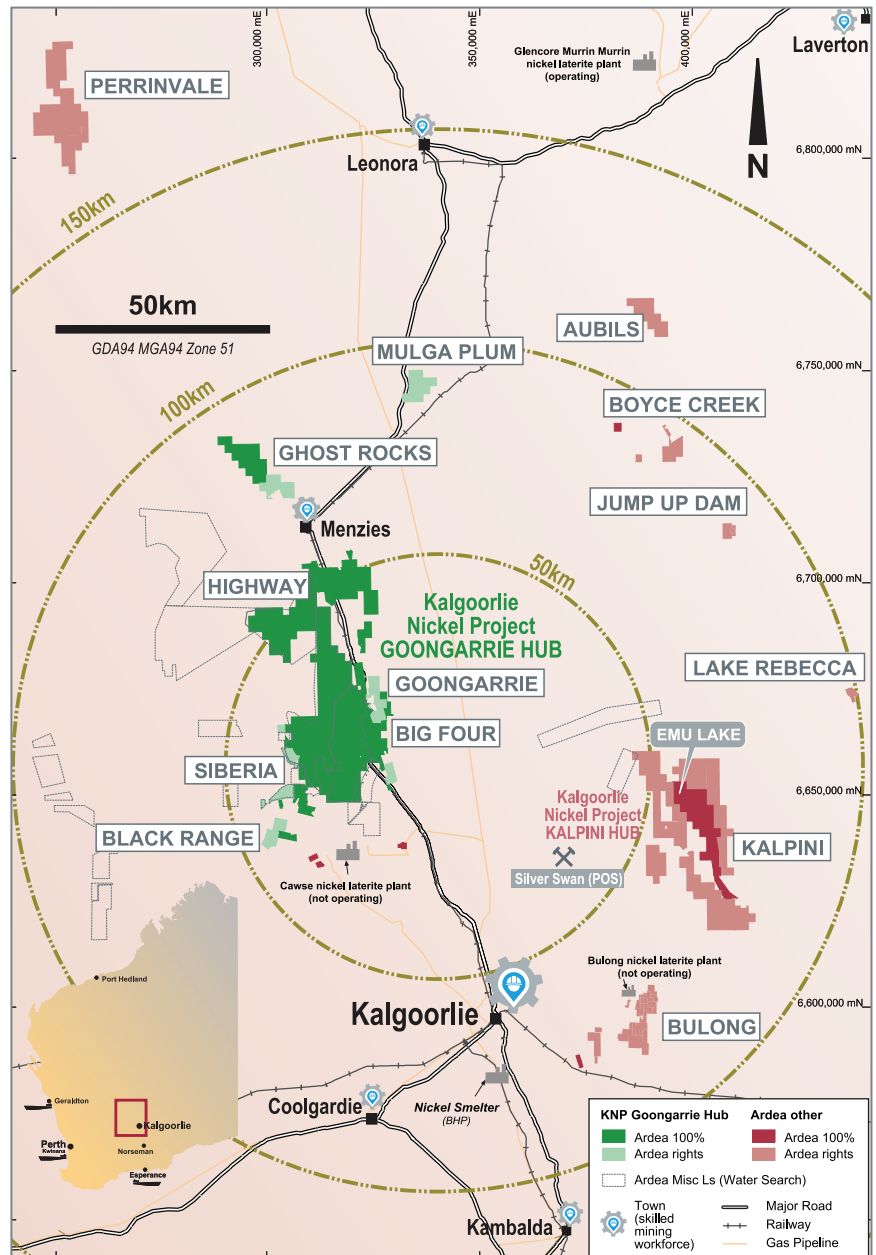 300,000 mE
350,000 mE
400,000 mE
Laverton
Glencore Murrin Murrin
nickel laterite plant
(operating)
PERRINVALE
N
6,800,000 mN
Leonora
150km
50km
GDA94 MGA94 Zone 51
AUBILS
MULGA PLUM
6,750,000 mN
100km
BOYCE CREEK
GHOST ROCKS
JUMP UP DAM
Menzies
50km
HIGHWAY
6,700,000 mN
Kalgoorlie
Nickel Project
GOONGARRIE HUB
LAKE REBECCA
GOONGARRIE
BIG FOUR
EMU LAKE
SIBERIA
6,650,000 mN
Kalgoorlie
Nickel Project
KALPINI HUB
BLACK RANGE
KALPINI
Silver Swan (POS)
Cawse nickel laterite plant
(not operating)
Bulong nickel laterite plant
(not operating)
Port Hedland
6,600,000 mN
Kalgoorlie
BULONG
Nickel Smelter
(BHP)
Coolgardie
Geraldton
Kalgoorlie
Perth
Kwinana
Norseman
Esperance
Kambalda
KNP Goongarrie Hub
Ardea other
Ardea 100%
Ardea 100%
Ardea rights
Ardea rights
Ardea Misc Ls (Water Search)
Town
(skilled
mining
workforce)
Major Road
Railway
Gas Pipeline